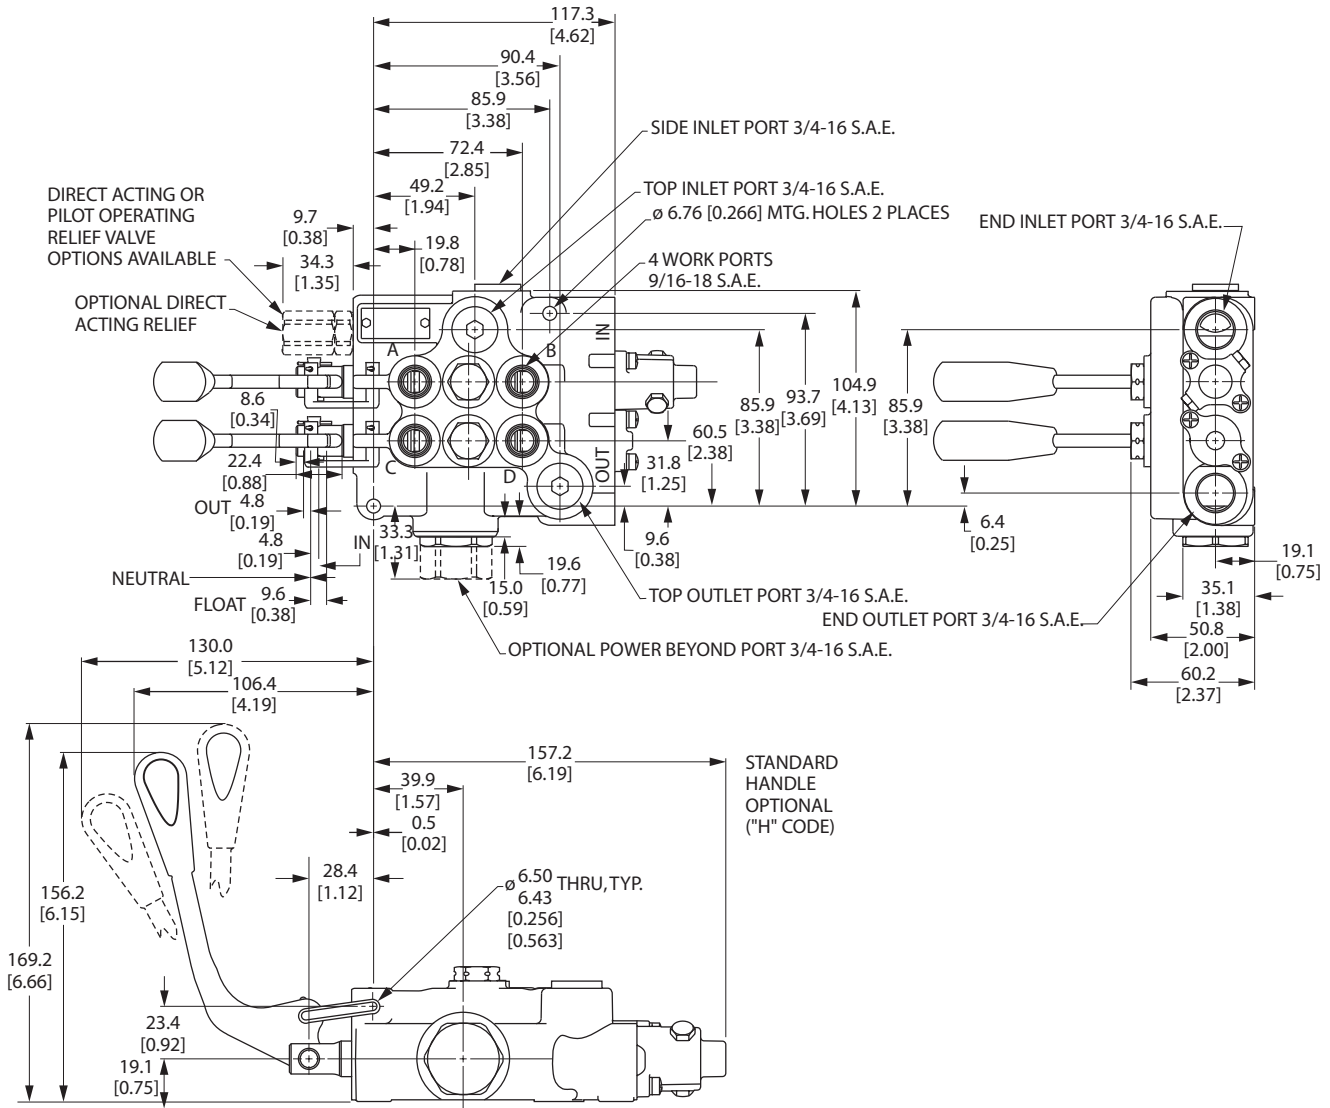 117.3
[4.62]
90.4
[3.56]
85.9
[3.38]
SIDE INLET PORT 3/4-16 S.A.E.
72.4
[2.85]
49.2
[1.94]
TOP INLET PORT 3/4-16 S.A.E.
DIRECT ACTING OR
PILOT OPERATING
RELIEF VALVE
OPTIONS AVAILABLE
9.7
[0.38]
ø 6.76 [0.266] MTG. HOLES 2 PLACES
END INLET PORT 3/4-16 S.A.E.
19.8
[0.78]
34.3
[1.35]
4 WORK PORTS
9/16-18 S.A.E.
OPTIONAL DIRECT
ACTING RELIEF
IN
A
B
8.6
[0.34]
85.9
[3.38]
93.7
[3.69]
104.9
[4.13]
85.9
[3.38]
60.5
[2.38]
22.4
[0.88]
C
D
OUT
31.8
[1.25]
OUT
4.8
[0.19]
4.8
[0.19]
IN
33.3
[1.31]
9.6
[0.38]
6.4
[0.25]
19.6
[0.77]
15.0
[0.59]
19.1
[0.75]
NEUTRAL
FLOAT
9.6
[0.38]
TOP OUTLET PORT 3/4-16 S.A.E.
35.1
[1.38]
END OUTLET PORT 3/4-16 S.A.E.
50.8
[2.00]
OPTIONAL POWER BEYOND PORT 3/4-16 S.A.E.
60.2
[2.37]
130.0
[5.12]
106.4
[4.19]
157.2
[6.19]
STANDARD
HANDLE
OPTIONAL
("H" CODE)
39.9
[1.57]
0.5
[0.02]
28.4
[1.12]
ø 6.50 THRU, TYP.
6.43
[0.256]
[0.563]
156.2
[6.15]
169.2
[6.66]
23.4
[0.92]
19.1
[0.75]